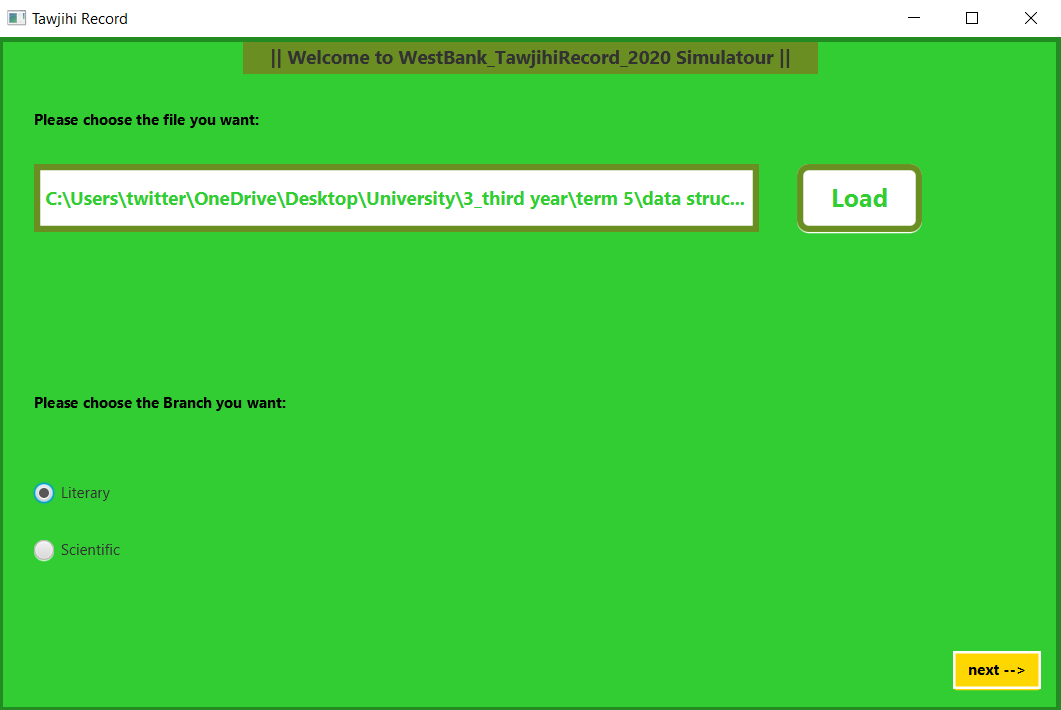 Tawjihi Record
|| Welcome to WestBank_TawjihiRecord_2020 Simulatour ||
Please choose the file you want:
C:\Users\twitter\OneDrive\Desktop\University\3_third year\term 5\data struc...
Load
Please choose the Branch you want:
Literary
Scientific
next -->